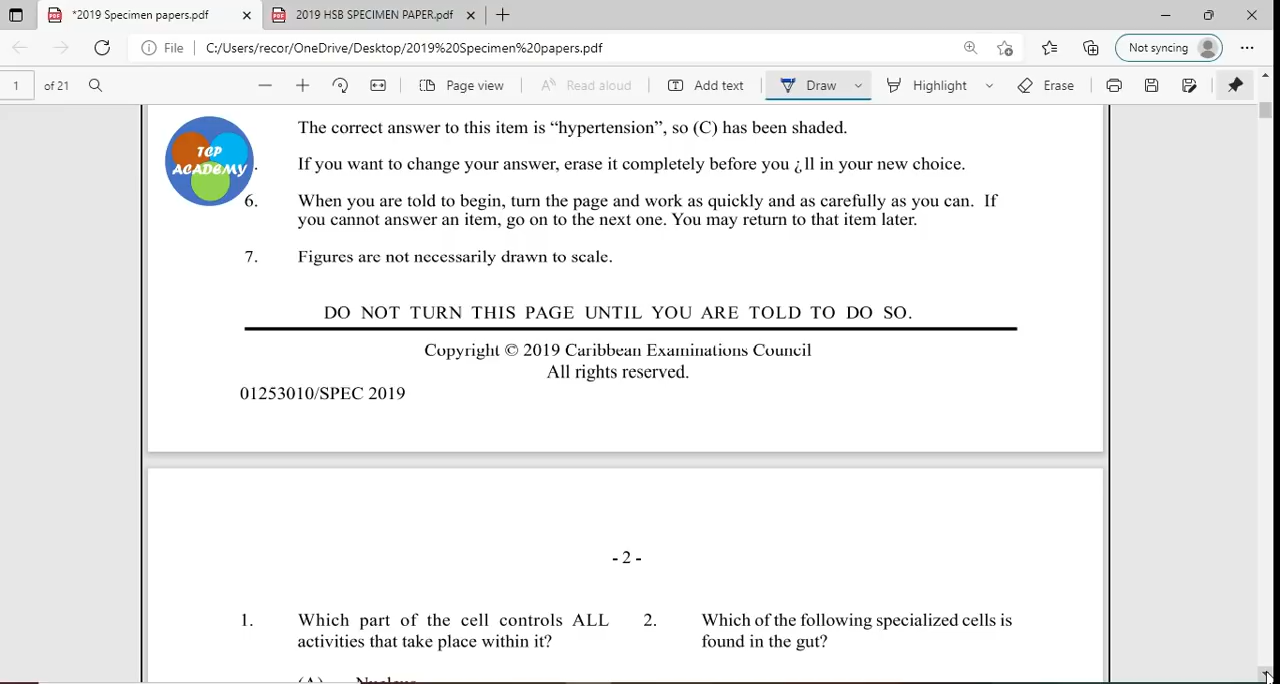 *2019 Specimen papers.pdf
2019 HSB SPECIMEN PAPER.pdf
File
C:/Users/recor/OneDrive/Desktop/2019%20Specimen%20papers.pdf
Not syncing
1 of 21
Page view
Read aloud
Add text
Draw
Highlight
Erase
TCP
ACADEMY
The correct answer to this item is “hypertension”, so (C) has been shaded.
. If you want to change your answer, erase it completely before you ¿ll in your new choice.
6. When you are told to begin, turn the page and work as quickly and as carefully as you can. If
you cannot answer an item, go on to the next one. You may return to that item later.
7. Figures are not necessarily drawn to scale.
DO NOT TURN THIS PAGE UNTIL YOU ARE TOLD TO DO SO.
Copyright © 2019 Caribbean Examinations Council
All rights reserved.
01253010/SPEC 2019
- 2 -
1. Which part of the cell controls ALL
activities that take place within it?
(A) Nucleus
2. Which of the following specialized cells is
found in the gut?